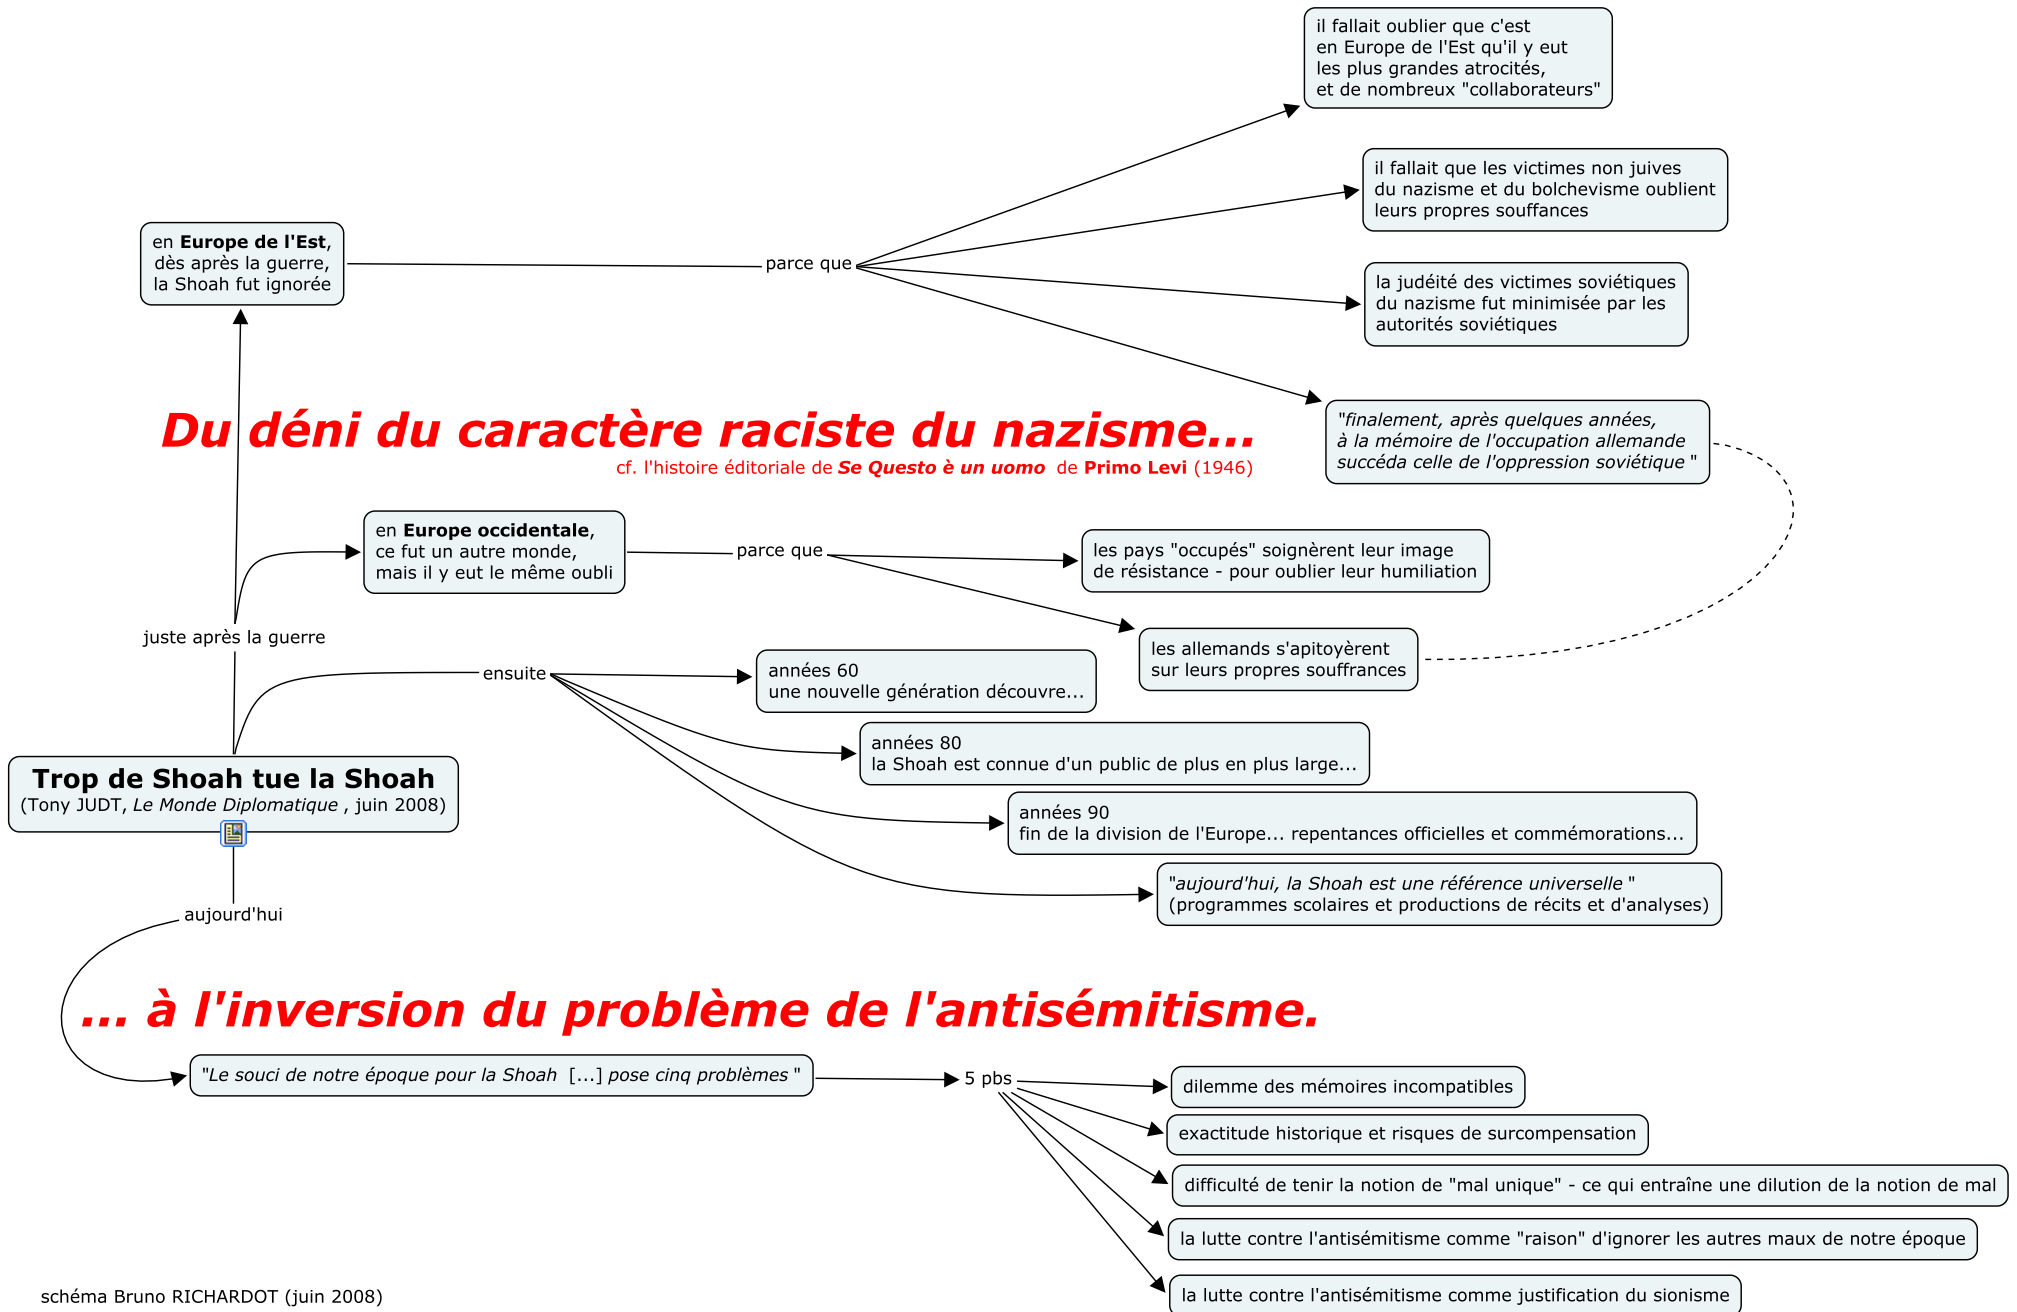 il fallait oublier que c'est
en Europe de l'Est qu'il y eut
les plus grandes atrocités,
et de nombreux "collaborateurs"
il fallait que les victimes non juives
du nazisme et du bolchevisme oublient
leurs propres souffances
en Europe de l'Est,
dès après la guerre,
la Shoah fut ignorée
parce que
la judéité des victimes soviétiques
du nazisme fut minimisée par les
autorités soviétiques
"finalement, après quelques années,
à la mémoire de l'occupation allemande
succéda celle de l'oppression soviétique "
Du déni du caractère raciste du nazisme...
cf. l'histoire éditoriale de Se Questo è un uomo de Primo Levi (1946)
en Europe occidentale,
ce fut un autre monde,
mais il y eut le même oubli
parce que
les pays "occupés" soignèrent leur image
de résistance - pour oublier leur humiliation
les allemands s'apitoyèrent
sur leurs propres souffrances
juste après la guerre
ensuite
années 60
une nouvelle génération découvre...
années 80
la Shoah est connue d'un public de plus en plus large...
années 90
fin de la division de l'Europe... repentances officielles et commémorations...
"aujourd'hui, la Shoah est une référence universelle "
(programmes scolaires et productions de récits et d'analyses)
Trop de Shoah tue la Shoah
(Tony JUDT, Le Monde Diplomatique , juin 2008)
aujourd'hui
... à l'inversion du problème de l'antisémitisme.
"Le souci de notre époque pour la Shoah [...] pose cinq problèmes "
5 pbs
dilemme des mémoires incompatibles
exactitude historique et risques de surcompensation
difficulté de tenir la notion de "mal unique" - ce qui entraîne une dilution de la notion de mal
la lutte contre l'antisémitisme comme "raison" d'ignorer les autres maux de notre époque
la lutte contre l'antisémitisme comme justification du sionisme
schéma Bruno RICHARDOT (juin 2008)